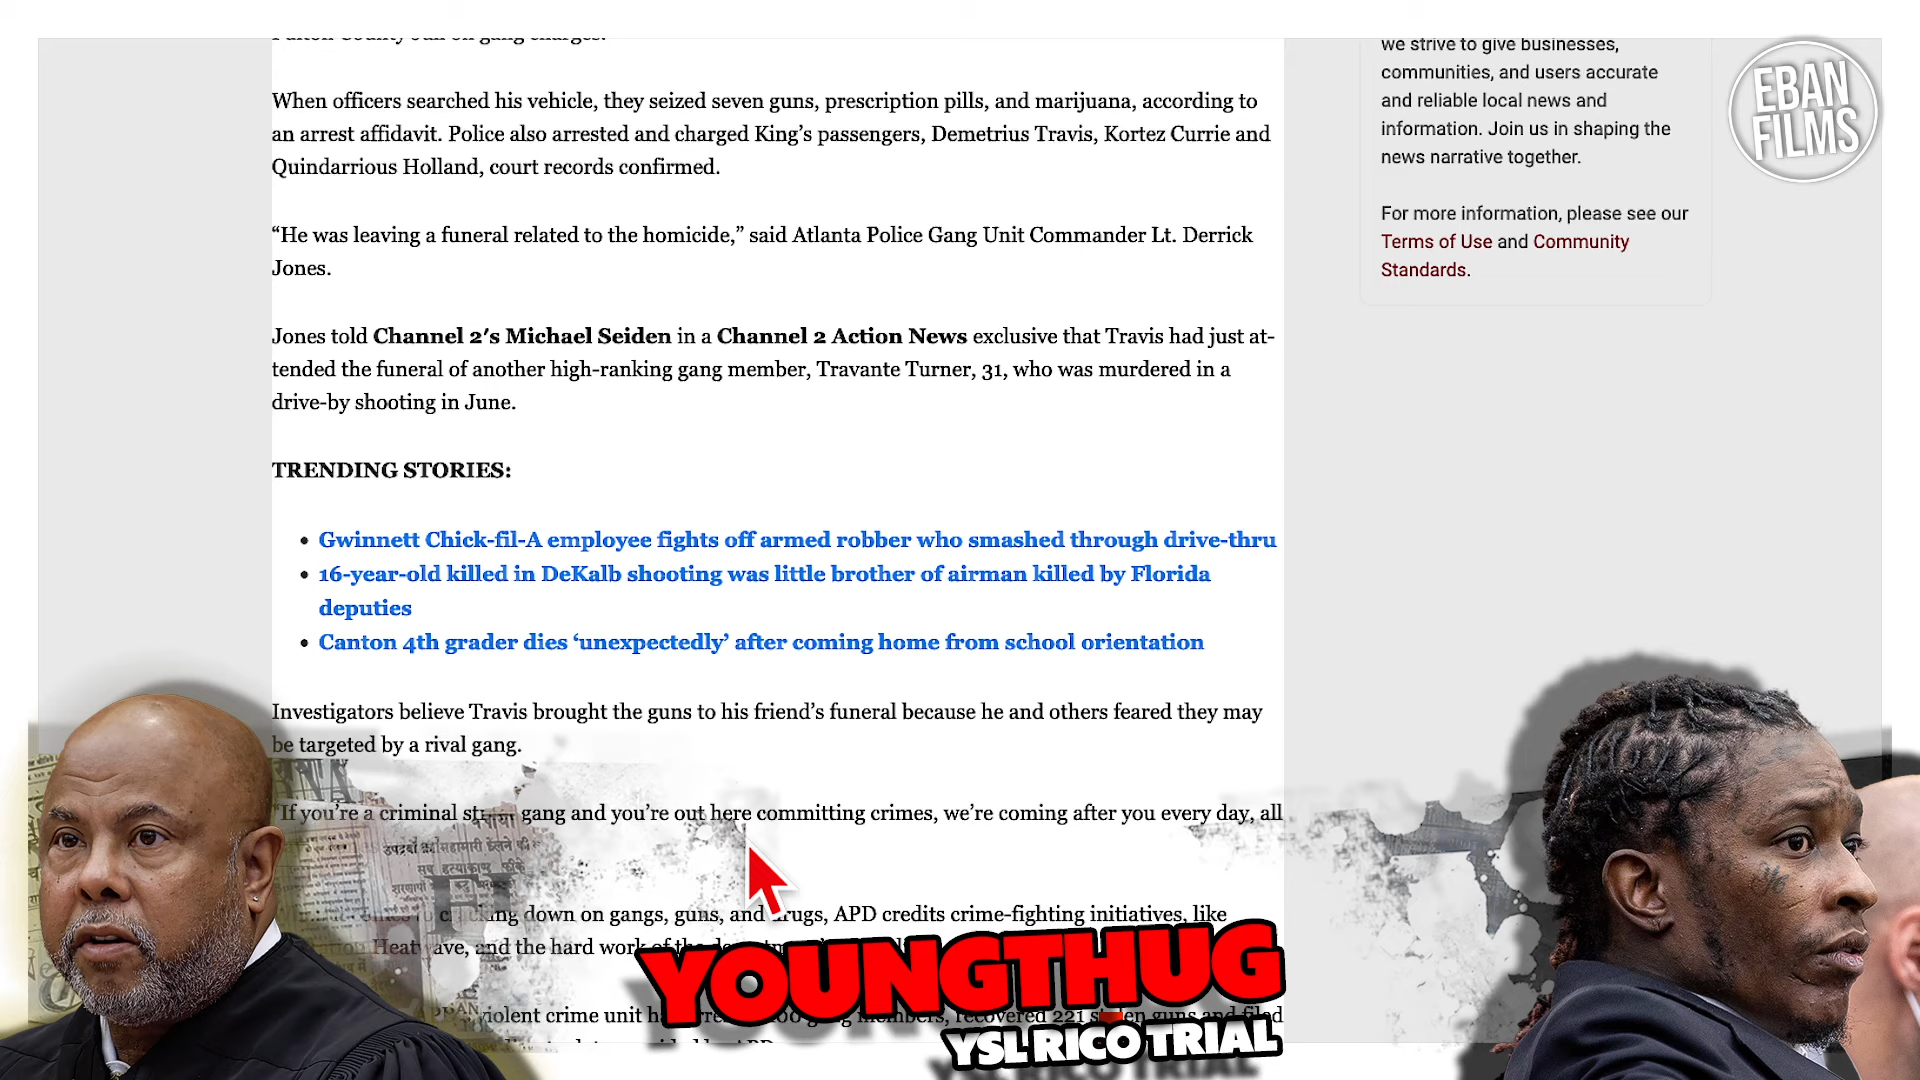 we strive to give businesses,
communities, and users accurate
and reliable local news and
information. Join us in shaping the
news narrative together.
For more information, please see our
Terms of Use and Community
Standards.
EBAN
FILMS
When officers searched his vehicle, they seized seven guns, prescription pills, and marijuana, according to
an arrest affidavit. Police also arrested and charged King’s passengers, Demetrius Travis, Kortez Currie and
Quindarrious Holland, court records confirmed.
“He was leaving a funeral related to the homicide,” said Atlanta Police Gang Unit Commander Lt. Derrick
Jones.
Jones told Channel 2’s Michael Seiden in a Channel 2 Action News exclusive that Travis had just at-
tended the funeral of another high-ranking gang member, Travante Turner, 31, who was murdered in a
drive-by shooting in June.
TRENDING STORIES:
• Gwinnett Chick-fil-A employee fights off armed robber who smashed through drive-thru
• 16-year-old killed in DeKalb shooting was little brother of airman killed by Florida
deputies
• Canton 4th grader dies ‘unexpectedly’ after coming home from school orientation
Investigators believe Travis brought the guns to his friend’s funeral because he and others feared they may
be targeted by a rival gang.
“If you’re a criminal gang and you’re out here committing crimes, we’re coming after you every day, all
down on gangs, guns, and drugs, APD credits crime-fighting initiatives, like
and the hard work of the
violent crime unit gang members, recovered 221 guns and filed
YOUNGTHUG
YSL RICO TRIAL